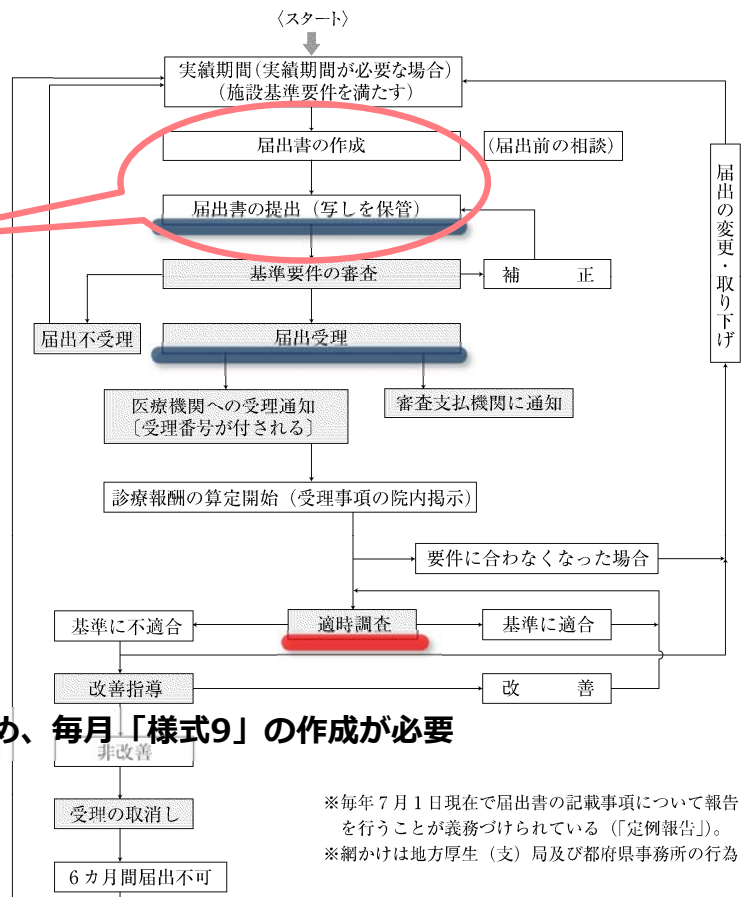 〈スタート〉
実績期間(実績期間が必要な場合)
(施設基準要件を満たす)
届出書の作成
(届出前の相談)
届出書の提出(写しを保管)
基準要件の審査
補 正
届出の変更・取り下げ
届出不受理
届出受理
医療機関への受理通知
〔受理番号が付される〕
審査支払機関に通知
診療報酬の算定開始(受理事項の院内掲示)
要件に合わなくなった場合
基準に不適合
適時調査
基準に適合
改善指導
改 善
め、毎月「様式9」の作成が必要
非改善
受理の取消し
6カ月間届出不可
※毎年7月1日現在で届出書の記載事項について報告
を行うことが義務づけられている(「定例報告」)。
※網かけは地方厚生(支)局及び都府県事務所の行為